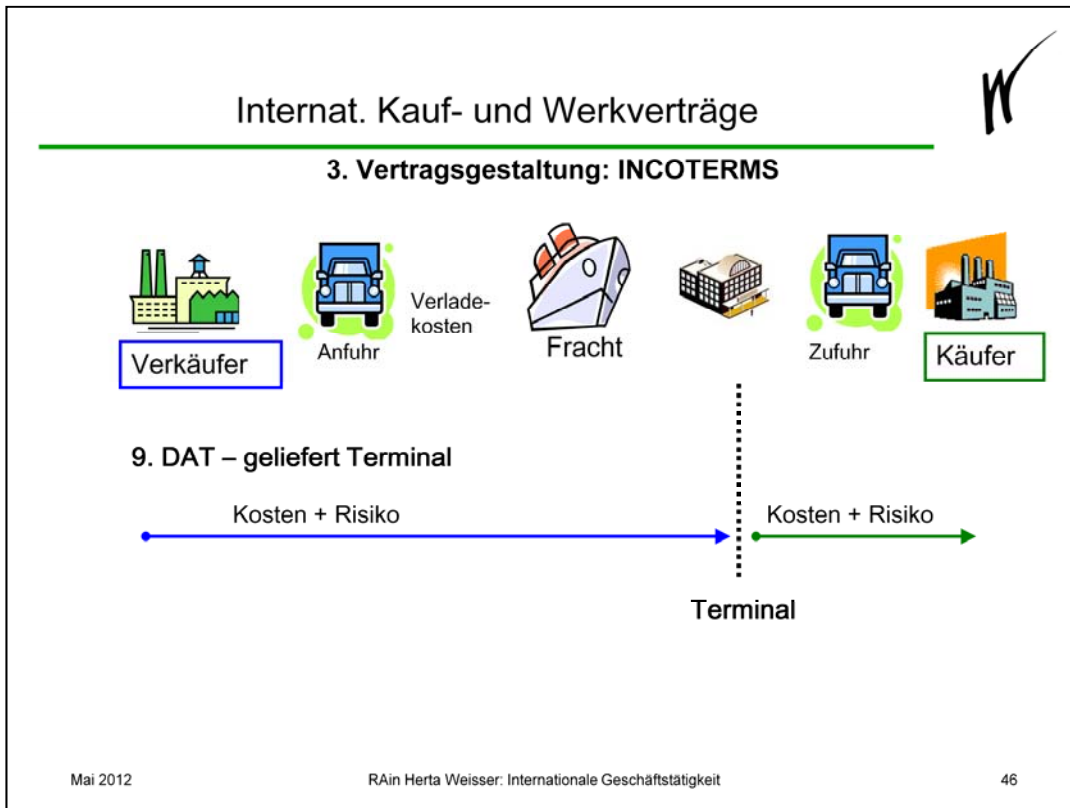 Internat. Kauf- und Werkverträge
3. Vertragsgestaltung: INCOTERMS
Verkäufer
Anfuhr
Verlade-
kosten
Fracht
Zufuhr
Käufer
9. DAT – geliefert Terminal
Kosten + Risiko
Kosten + Risiko
Terminal
Mai 2012
RAin Herta Weisser: Internationale Geschäftstätigkeit
46